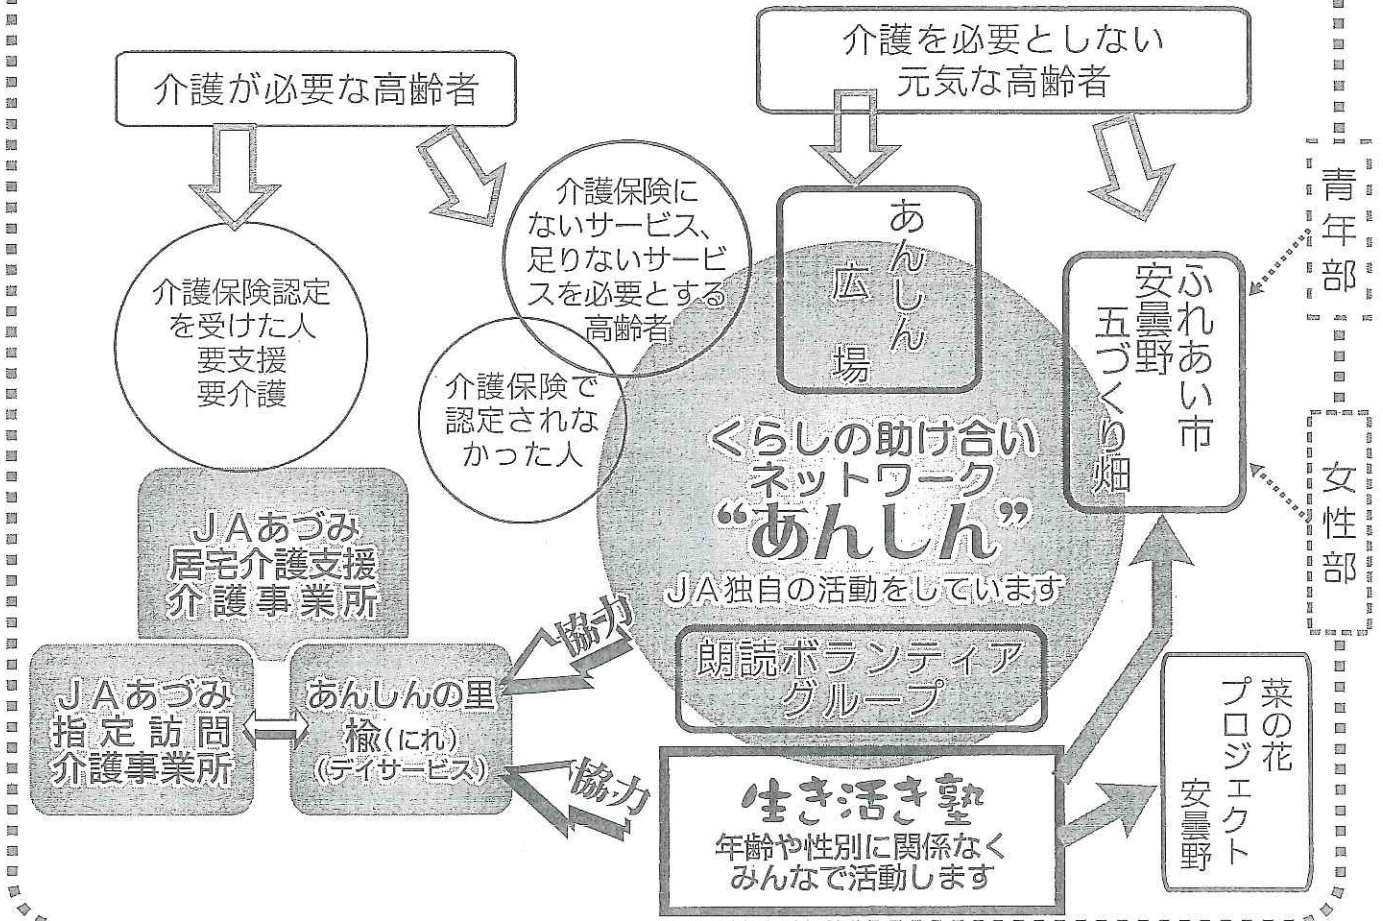 介護が必要な高齢者
介護を必要としない
元気な高齢者
介護保険認定
を受けた人
要支援
要介護
介護保険に
ないサービス、
足りないサービ
スを必要とする
高齢者
介護保険で
認定されな
かった人
あんしん
広場
ふれあい市
安曇野
五づくり畑
青年部
女性部
くらしの助け合い
ネットワーク
“あんしん”
JA独自の活動をしています
朗読ボランティア
グループ
JAあづみ
居宅介護支援
介護事業所
JAあづみ
指定訪問
介護事業所
あんしんの里
楡(にれ)
(デイサービス)
協力
協力
生き活き塾
年齢や性別に関係なく
みんなで活動します
菜の花
プロジェクト
安曇野